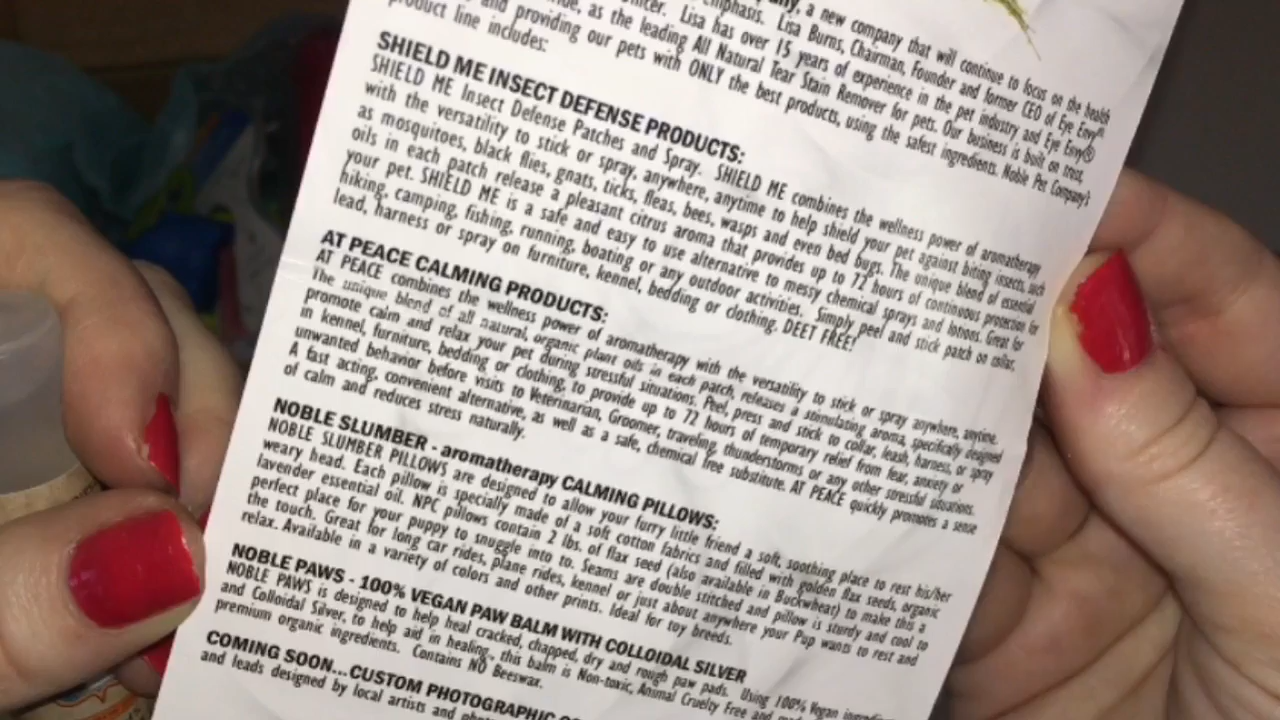 any, a new company that will continue to focus on the health
emphasis. Lisa Burns, Chairman, Founder and former CEO of Eye Envy®
Lisa has over 15 years of experience in the pet industry and Eye Envy®
as the leading All Natural Tear Stain Remover for pets. Our business is built on trust,
and providing our pets with ONLY the best products, using the safest ingredients. Noble Pet Company's
product line includes:
SHIELD ME INSECT DEFENSE PRODUCTS:
SHIELD ME Insect Defense Patches and Spray. SHIELD ME combines the wellness power of aromatherapy
with the versatility to stick or spray, anywhere, anytime to help shield your pet against biting insects, such
as mosquitoes, black flies, gnats, ticks, fleas, bees, wasps and even bed bugs. The unique blend of essential
oils in each patch release a pleasant citrus aroma that provides up to 72 hours of continuous protection for
your pet. SHIELD ME is a safe and easy to use alternative to messy chemical sprays and lotions. Great for
hiking, camping, fishing, running, boating or any outdoor activities. Simply peel and stick patch on collar,
lead, harness or spray on furniture, kennel, bedding or clothing. DEET FREE!
AT PEACE CALMING PRODUCTS:
AT PEACE combines the wellness power of aromatherapy with the versatility to stick or spray anywhere, anytime.
The unique blend of all natural, organic plant oils in each patch, releases a stimulating aroma, specifically designed
promote calm and relax your pet during stressful situations. Peel, press and stick to collar, leash, harness, or spray
in kennel, furniture, bedding or clothing, to provide up to 72 hours of temporary relief from fear, anxiety or
unwanted behavior before visits to Veterinarian, Groomer, traveling, thunderstorms or any other stressful situations.
A fast acting, convenient alternative, as well as a safe, chemical free substitute. AT PEACE quickly promotes a sense
of calm and reduces stress naturally.
NOBLE SLUMBER - aromatherapy CALMING PILLOWS:
NOBLE SLUMBER PILLOWS are designed to allow your furry little friend a soft, soothing place to rest his/her
weary head. Each pillow is specially made of a soft cotton fabrics and filled with golden flax seeds, organic
lavender essential oil. NPC pillows contain 2 lbs. of flax seed (also available in Buckwheat) to make this a
perfect place for your puppy to snuggle into to. Seams are double stitched and pillow is sturdy and cool to
the touch. Great for long car rides, plane rides, kennel or just about anywhere your Pup wants to rest and
relax. Available in a variety of colors and other prints. Ideal for toy breeds.
NOBLE PAWS - 100% VEGAN PAW BALM WITH COLLOIDAL SILVER
NOBLE PAWS is designed to help heal cracked, chapped, dry and rough paw pads. Using 100% Vegan
and Colloidal Silver, to help aid in healing, this balm is Non-toxic, Animal Cruelty Free and
premium organic ingredients. Contains NO Beeswax.
COMING SOON...CUSTOM PHOTOGRAPHIC
and leads designed by local artists and